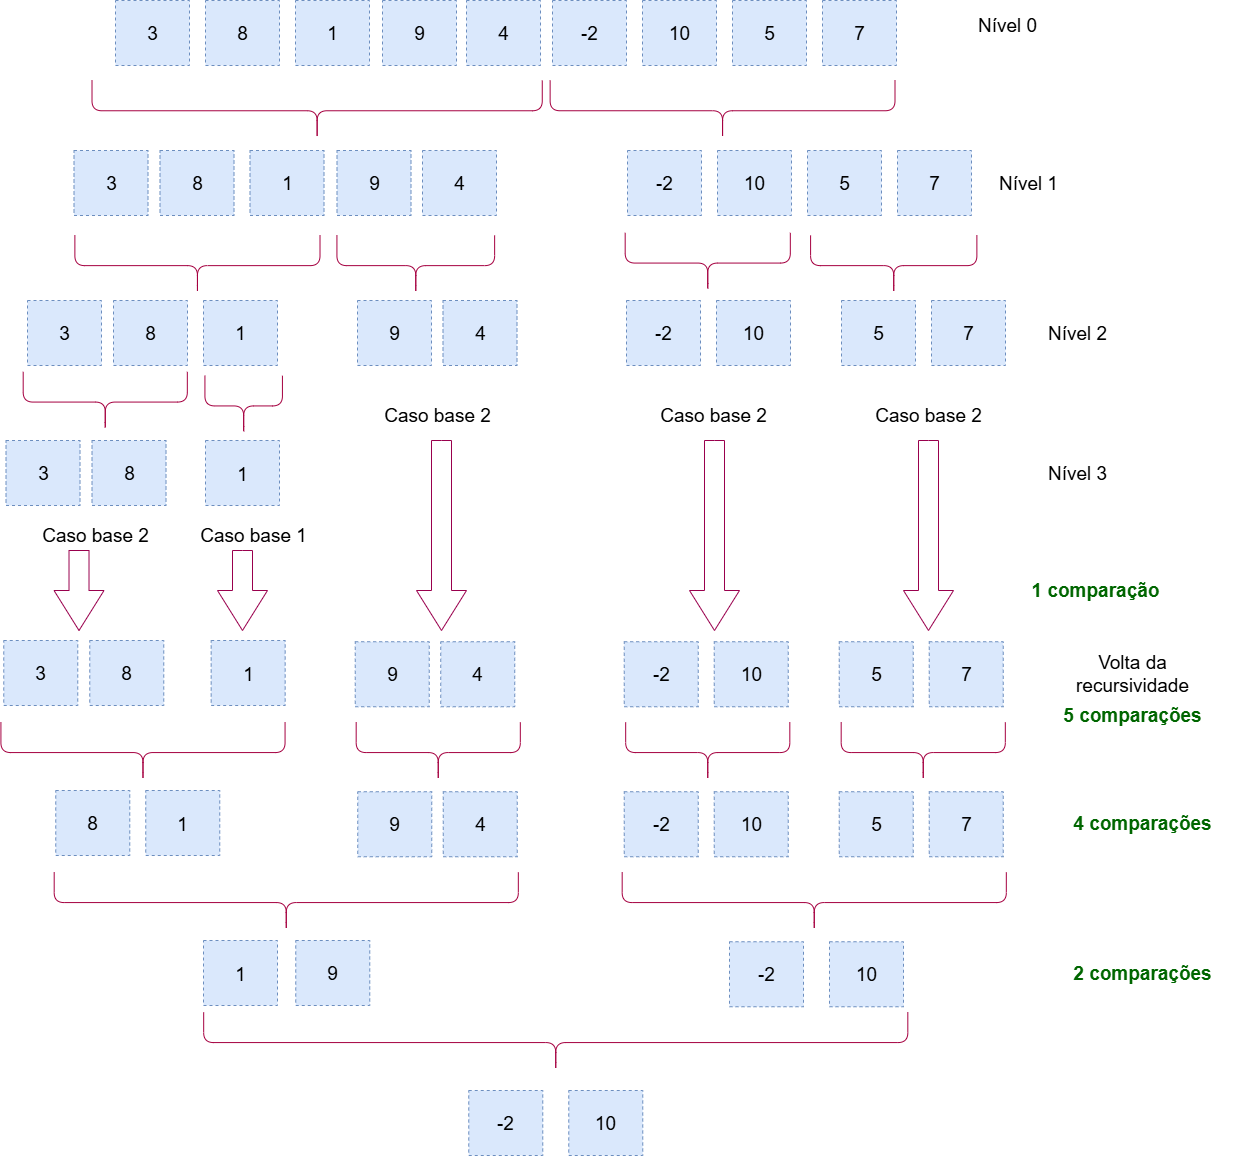 3 8 1 9 4 -2 10 5 7 Nível 0
3 8 1 9 4 -2 10 5 7 Nível 1
3 8 1 9 4 -2 10 5 7 Nível 2
Caso base 2 Caso base 2 Caso base 2
3 8 1 Nível 3
Caso base 2 Caso base 1
1 comparação
3 8 1 9 4 -2 10 5 7 Volta da
recursividade
5 comparações
8 1 9 4 -2 10 5 7 4 comparações
1 9 -2 10 2 comparações
-2 10